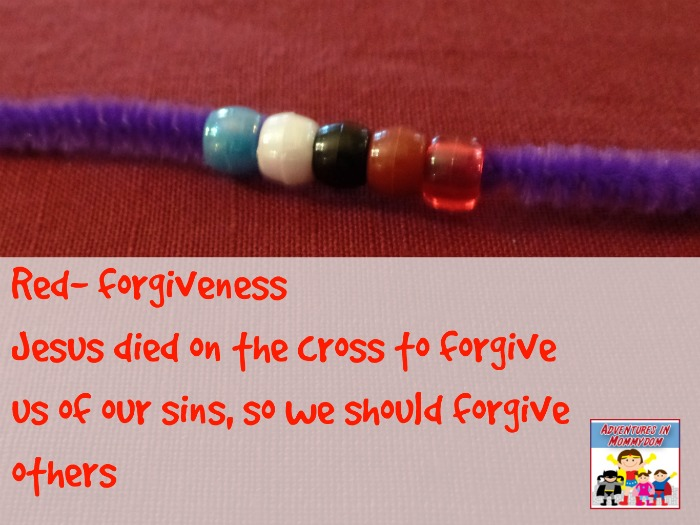 Red- forgiveness
Jesus died on the cross to forgive
us of our sins, so we should forgive
others
ADVENTURES IN
MOMMYDOM